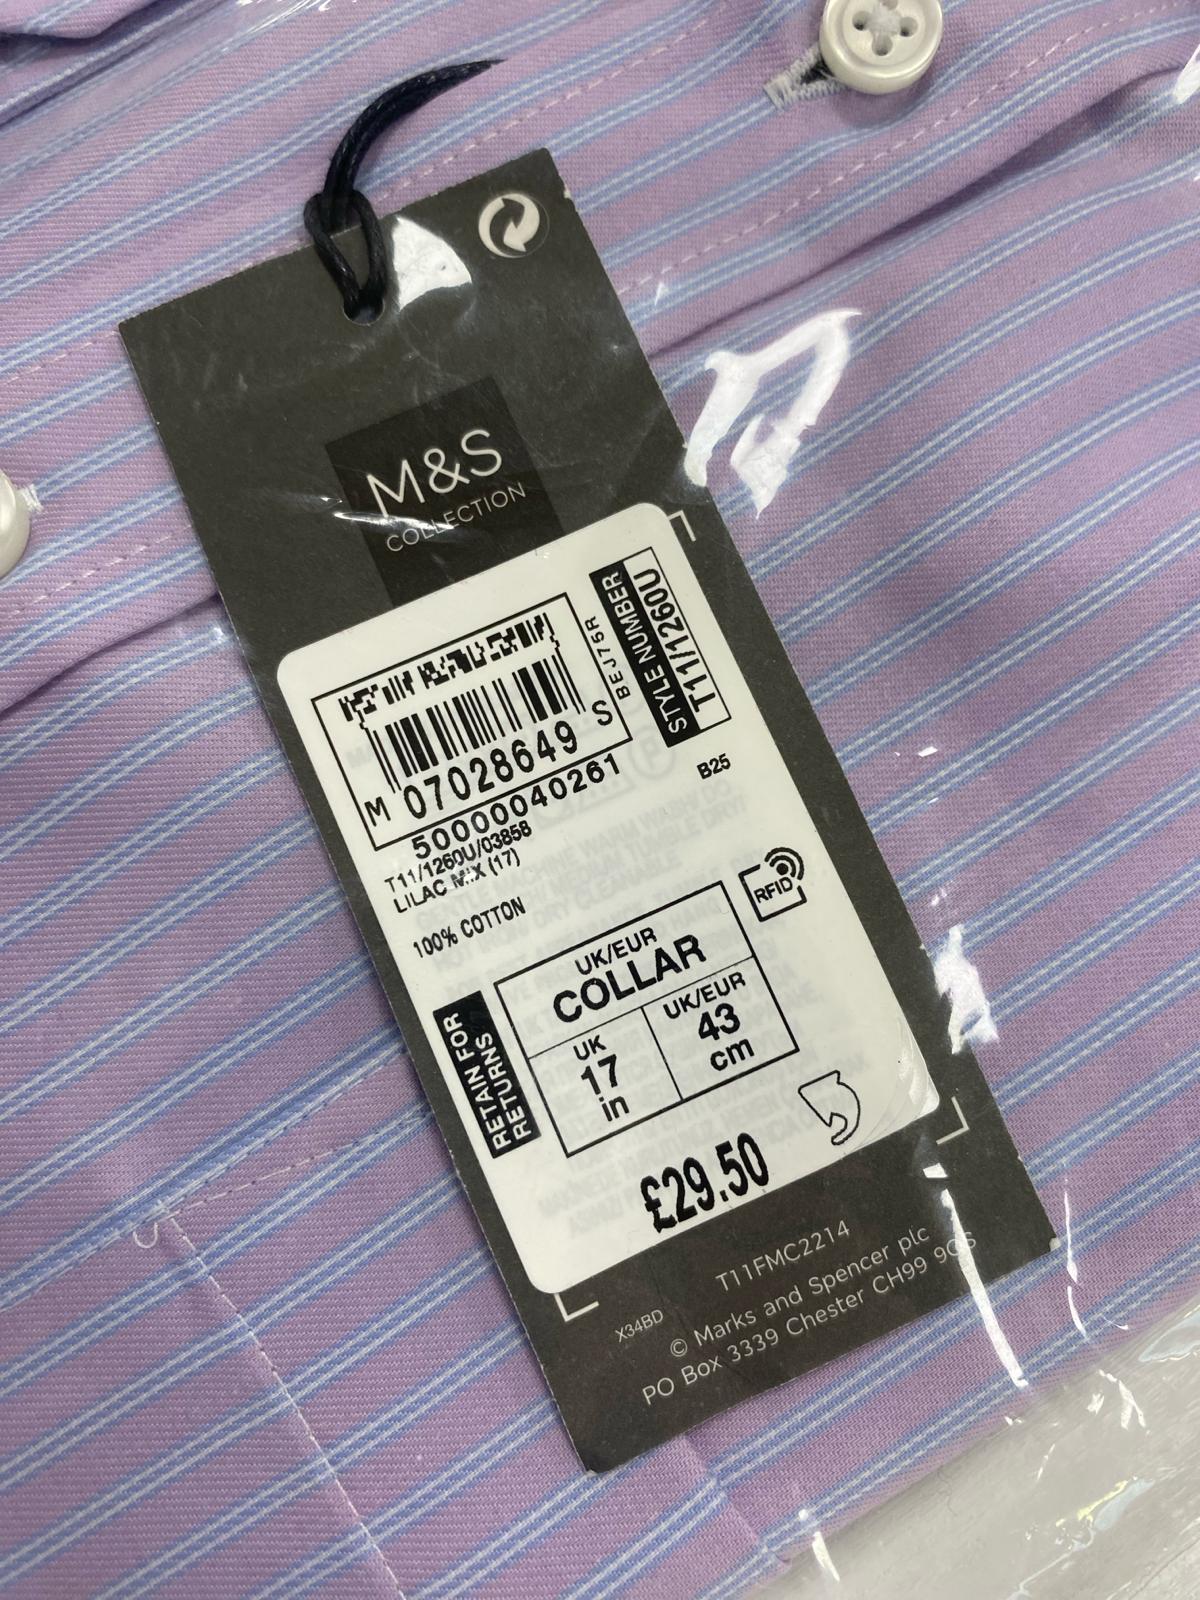 M&S
COLLECTION
BEJ75R
STYLE NUMBER
T11/1260U
M 07028649 S
50000040261
T11/1260U/03858
LILAC MIX (17)
B25
100% COTTON
RFID
UK/EUR
COLLAR
UK
17
in
UK/EUR
43
cm
RETAIN FOR
RETURNS
£29.50
T11FMC2214
X34BD
© Marks and Spencer plc
PO Box 3339 Chester CH99 9QS